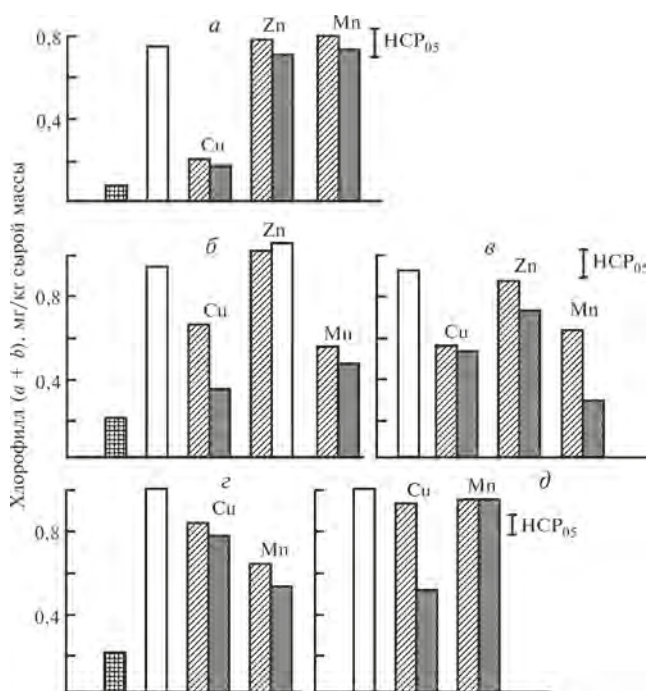 Хлорофилл (a + b), мг/кг сырой массы
а
0,8
0,4
Cu
Zn
Mn
НСР05
б
0,8
0,4
Cu
Zn
Mn
в
Cu
Zn
Mn
НСР05
г
0,8
0,4
Cu
Mn
д
Cu
Mn
НСР05